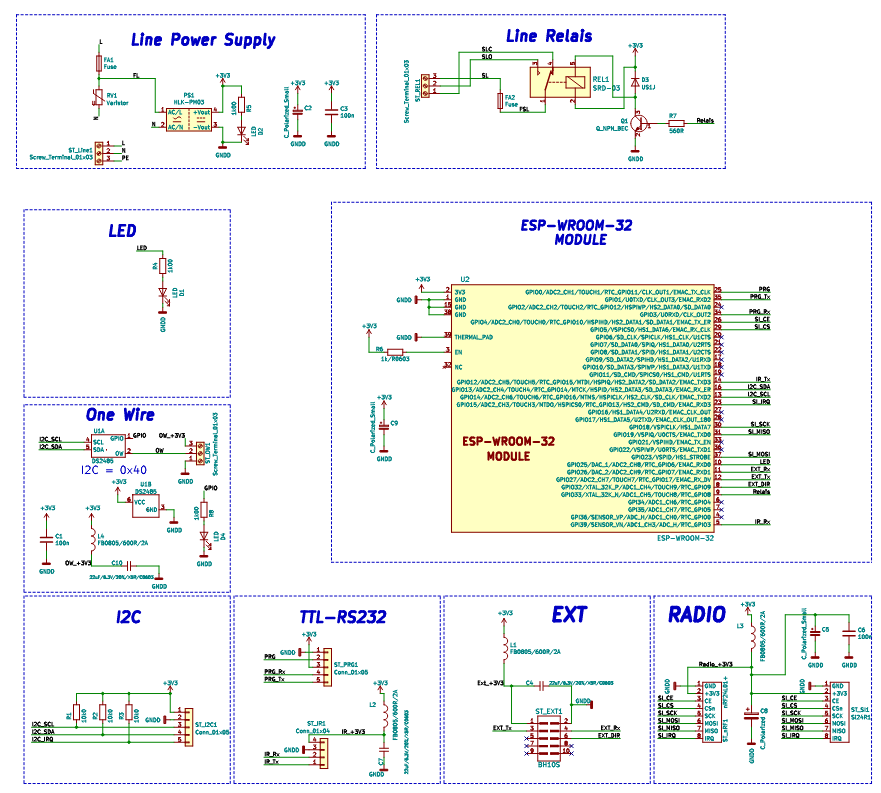 Line Power Supply
L
FA1
Fuse
FL
RV1
Varistor
N
PS1
HLK-PM03
AC/L
AC/N
+Vout
-Vout
N
+3V3
R5
1k00
LED
D2
GNDD
+3V3
C_Polarized_Small
C2
GNDD
+3V3
C3
100n
GNDD
ST_Line1
Screw_Terminal_01x03
L
N
PE
Line Relais
Screw_Terminal_01x03
ST_REL1
SLC
SLO
SL
FA2
Fuse
FSL
REL1
SRD-03
+3V3
D3
US1J
Q1
Q_NPN_BEC
R7
560R
Relais
GNDD
LED
LED
R4
1k00
LED
D1
GNDD
One Wire
I2C_SCL
I2C_SDA
U1A
SCL
SDA
GPIO
OW
DS2485
GPIO
OW_+3V3
OW
ST_OW1
Screw_Terminal_01x03
GNDD
I2C = 0x40
+3V3
U1B
DS2485
VCC
GND
GNDD
GPIO
R8
1k00
LED
D4
GNDD
+3V3
C1
100n
GNDD
+3V3
L4
FB0805/600R/2A
OW_+3V3
C10
22uF/6.3V/20%/X5R/C0603
GNDD
ESP-WROOM-32
MODULE
U2
+3V3
GNDD
GNDD
+3V3
R6
1k/R0603
3V3
GND
GND
GND
THERMAL_PAD
EN
NC
ESP-WROOM-32
MODULE
GPIO0/ADC2_CH1/TOUCH1/RTC_GPIO11/CLK_OUT1/EMAC_TX_CLK
GPIO1/U0TXD/CLK_OUT3/EMAC_RXD2
GPIO2/ADC2_CH2/TOUCH2/RTC_GPIO12/HSPIWP/HS2_DATA0/SD_DATA0
GPIO3/U0RXD/CLK_OUT2
GPIO4/ADC2_CH0/TOUCH0/RTC_GPIO10/HSPIHD/HS2_DATA1/SD_DATA1/EMAC_TX_ER
GPIO5/VSPICS0/HS1_DATA6/EMAC_RX_CLK
GPIO6/SD_CLK/SPICLK/HS1_CLK/U1CTS
GPIO7/SD_DATA0/SPIQ/HS1_DATA0/U2RTS
GPIO8/SD_DATA1/SPID/HS1_DATA1/U2CTS
GPIO9/SD_DATA2/SPIHD/HS1_DATA2/U1RXD
GPIO10/SD_DATA3/SPIWP/HS1_DATA3/U1TXD
GPIO11/SD_CMD/SPICS0/HS1_CMD/U1RTS
GPIO12/ADC2_CH5/TOUCH5/RTC_GPIO15/MTDI/HSPIQ/HS2_DATA2/SD_DATA2/EMAC_TXD3
GPIO13/ADC2_CH4/TOUCH4/RTC_GPIO14/MTCK/HSPID/HS2_DATA3/SD_DATA3/EMAC_RX_ER
GPIO14/ADC2_CH6/TOUCH6/RTC_GPIO16/MTMS/HSPICLK/HS2_CLK/SD_CLK/EMAC_TXD2
GPIO15/ADC2_CH3/TOUCH3/MTDO/HSPICS0/RTC_GPIO13/HS2_CMD/SD_CMD/EMAC_RXD3
GPIO16/HS1_DATA4/U2RXD/EMAC_CLK_OUT
GPIO17/HS1_DATA5/U2TXD/EMAC_CLK_OUT_180
GPIO18/VSPICLK/HS1_DATA7
GPIO19/VSPIQ/U0CTS/EMAC_TXD0
GPIO21/VSPIHD/EMAC_TX_EN
GPIO22/VSPIWP/U0RTS/EMAC_TXD1
GPIO23/VSPID/HS1_STROBE
GPIO25/DAC_1/ADC2_CH8/RTC_GPIO6/EMAC_RXD0
GPIO26/DAC_2/ADC2_CH9/RTC_GPIO7/EMAC_RXD1
GPIO27/ADC2_CH7/TOUCH7/RTC_GPIO17/EMAC_RX_DV
GPIO32/XTAL_32K_P/ADC1_CH4/TOUCH9/RTC_GPIO9
GPIO33/XTAL_32K_N/ADC1_CH5/TOUCH8/RTC_GPIO8
GPIO34/ADC1_CH6/RTC_GPIO4
GPIO35/ADC1_CH7/RTC_GPIO5
GPIO36/SENSOR_VP/ADC_H/ADC1_CH0/RTC_GPIO0
GPIO39/SENSOR_VN/ADC1_CH3/ADC_H/RTC_GPIO3
PRG
PRG_Tx
PRG_Rx
SI_CE
SI_CS
IR_Tx
I2C_SDA
I2C_SCL
SI_IRQ
SI_SCK
SI_MISO
SI_MOSI
LED
EXT_Rx
EXT_Tx
EXT_DIR
Relais
IR_Rx
ESP-WROOM-32
+3V3
C_Polarized_Small
C9
GNDD
I2C
+3V3
R1
1k00
R2
1k00
R3
1k00
I2C_SCL
I2C_SDA
I2C_IRQ
GNDD
ST_I2C1
Conn_01x05
TTL-RS232
+3V3
GNDD
PRG
PRG_Rx
PRG_Tx
ST_PRG1
Conn_01x05
+3V3
L2
FB0805/600R/2A
ST_IR1
Conn_01x04
IR_+3V3
GNDD
IR_Rx
IR_Tx
C7
22uF/6.3V/20%/X5R/C0603
GNDD
EXT
+3V3
L1
FB0805/600R/2A
Ext_+3V3
C4
22uF/6.3V/20%/X5R/C0603
GNDD
ST_EXT1
EXT_Tx
EXT_Rx
EXT_DIR
BH10S
RADIO
+3V3
L3
FB0805/600R/2A
Radio_+3V3
GNDD
SI_CE
SI_CS
SI_SCK
SI_MOSI
SI_MISO
SI_IRQ
GND
+3V3
CE
CSn
SCK
MOSI
MISO
IRQ
nRF24L01+
ST_nRF1
C8
C_Polarized
GNDD
+3V3
C_Polarized_Small
C5
GNDD
C6
100n
GNDD
GNDD
SI_CE
SI_CS
SI_SCK
SI_MOSI
SI_MISO
SI_IRQ
GND
+3V3
CE
CSn
SCK
MOSI
MISO
IRQ
ST_SI1
SI24R1